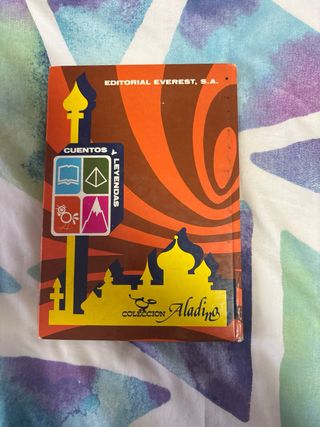 EDITORIAL EVEREST, S.A.
CUENTOS Y LEYENDAS
COLECCION Aladino